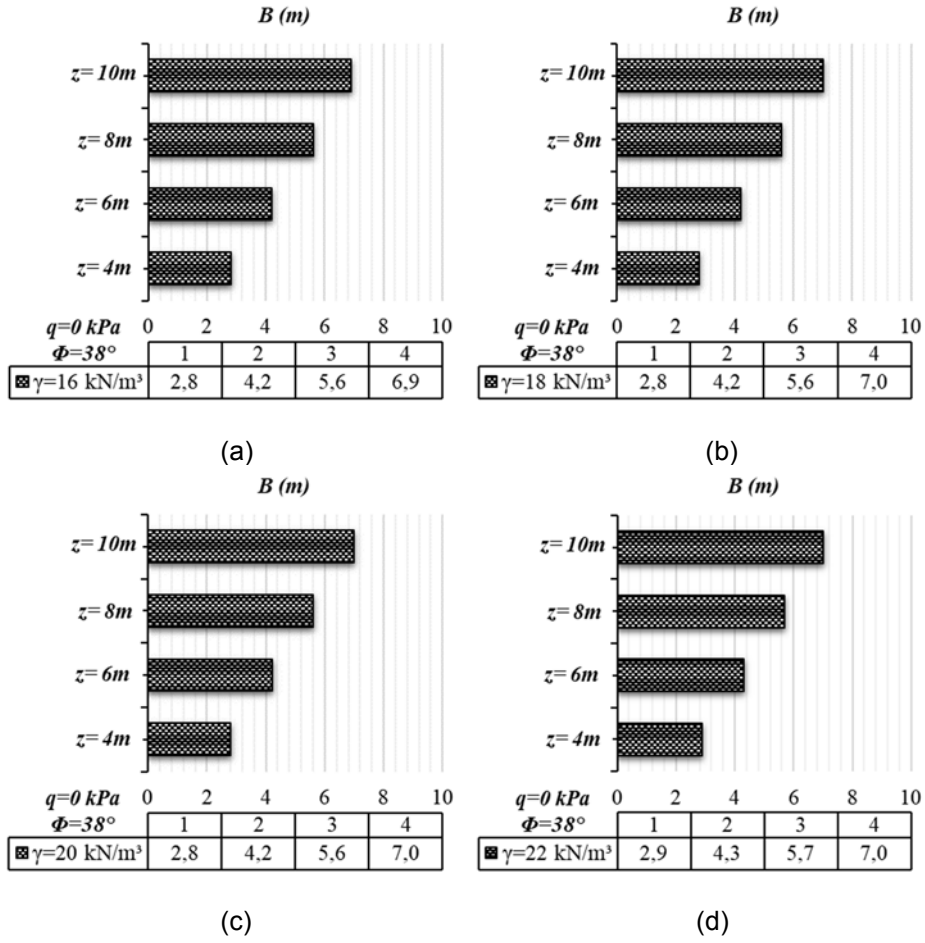 B (m)
z=10m
z=8m
z=6m
z=4m
q=0 kPa 0 2 4 6 8 10
Φ=38° 1 2 3 4
γ=16 kN/m³ 2,8 4,2 5,6 6,9
(a)
B (m)
z=10m
z=8m
z=6m
z=4m
q=0 kPa 0 2 4 6 8 10
Φ=38° 1 2 3 4
γ=18 kN/m³ 2,8 4,2 5,6 7,0
(b)
B (m)
z=10m
z=8m
z=6m
z=4m
q=0 kPa 0 2 4 6 8 10
Φ=38° 1 2 3 4
γ=20 kN/m³ 2,8 4,2 5,6 7,0
(c)
B (m)
z=10m
z=8m
z=6m
z=4m
q=0 kPa 0 2 4 6 8 10
Φ=38° 1 2 3 4
γ=22 kN/m³ 2,9 4,3 5,7 7,0
(d)